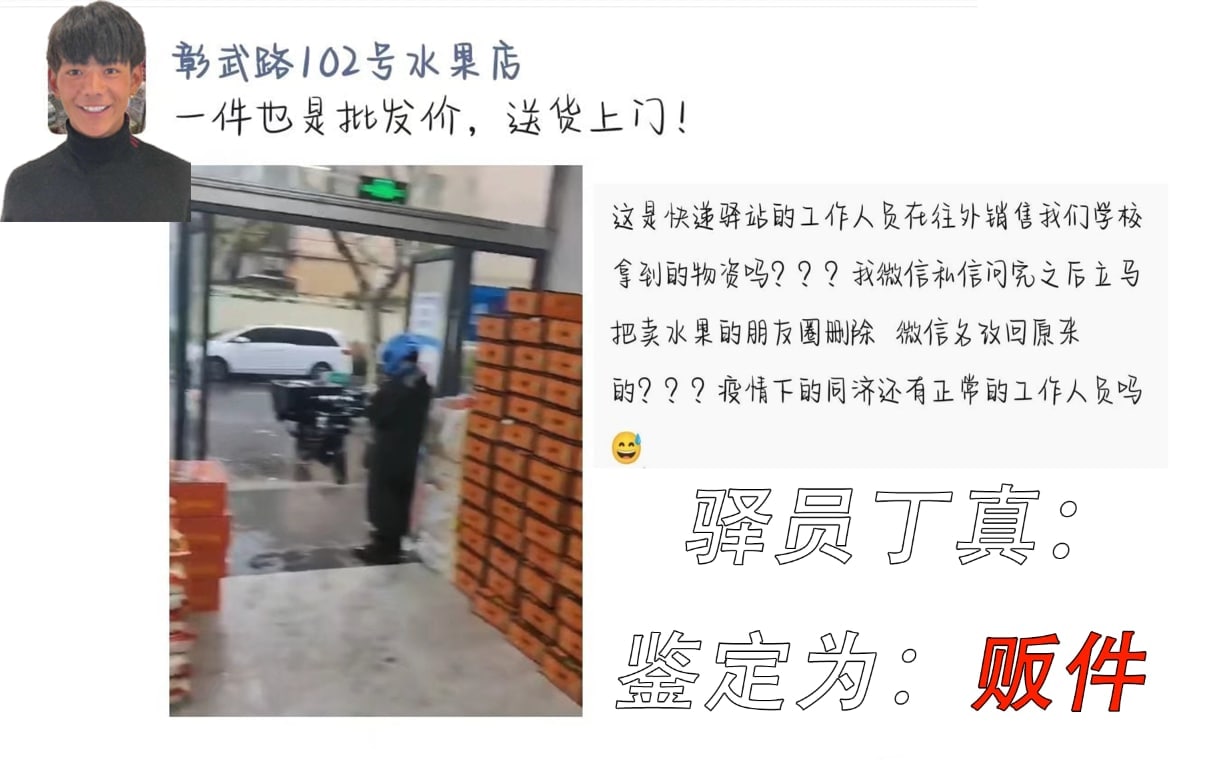 彰武路102号水果店
一件也是批发价，送货上门！
这是快递驿站的工作人员在往外销售我们学校
拿到的物资吗？？？我微信私信问完之后立马
把卖水果的朋友圈删除 微信名改回原来
的？？？疫情下的同济还有正常的工作人员吗
😅
驿员丁真：
鉴定为：贩件